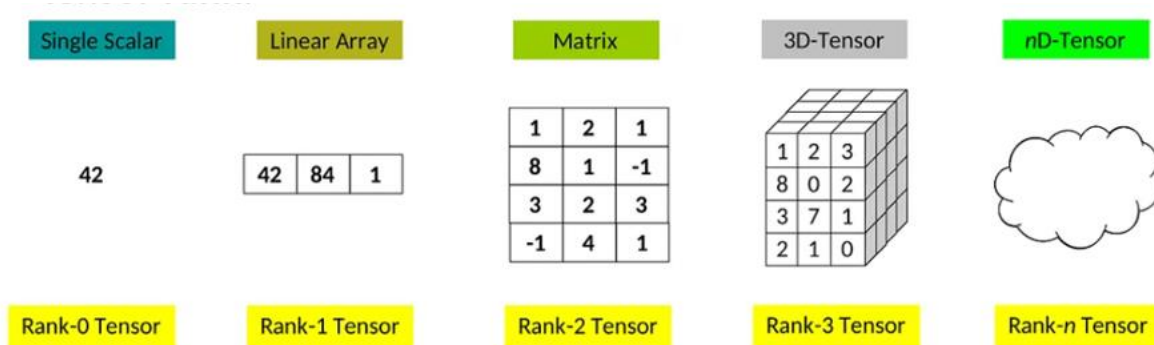 Single Scalar
Linear Array
Matrix
3D-Tensor
nD-Tensor
42
42 84 1
1 2 1
8 1 -1
3 2 3
-1 4 1
1 2 3
8 0 2
3 7 1
2 1 0
Rank-0 Tensor
Rank-1 Tensor
Rank-2 Tensor
Rank-3 Tensor
Rank-n Tensor